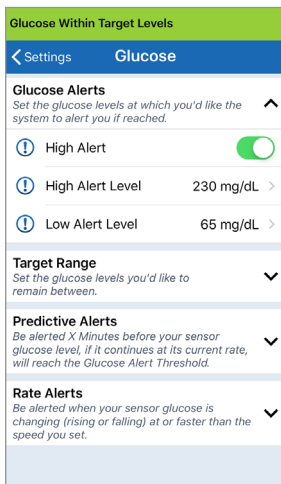 Glucose Within Target Levels
Settings Glucose
Glucose Alerts
Set the glucose levels at which you'd like the
system to alert you if reached.
High Alert
High Alert Level 230 mg/dL
Low Alert Level 65 mg/dL
Target Range
Set the glucose levels you'd like to
remain between.
Predictive Alerts
Be alerted X Minutes before your sensor
glucose level, if it continues at its current rate,
will reach the Glucose Alert Threshold.
Rate Alerts
Be alerted when your sensor glucose is
changing (rising or falling) at or faster than the
speed you set.